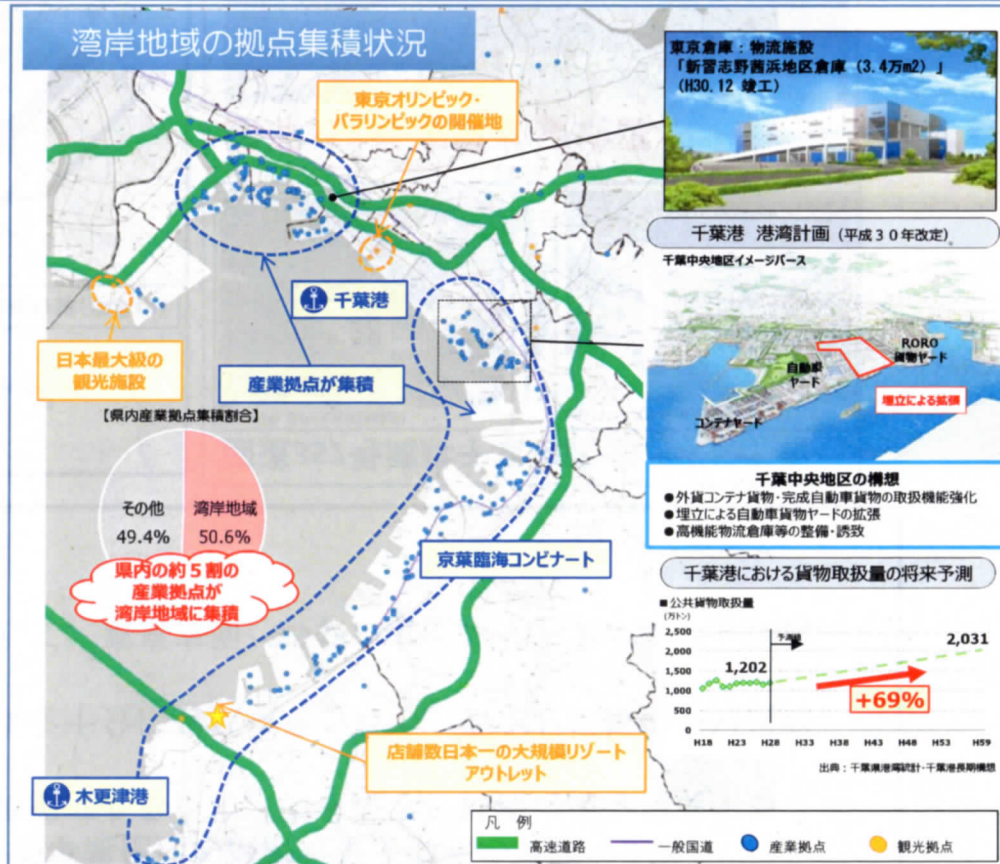 湾岸地域の拠点集積状況
東京オリンピック・
パラリンピックの開催地
千葉港
日本最大級の
観光施設
産業拠点が集積
【県内産業拠点集積割合】
その他
49.4%
湾岸地域
50.6%
県内の約5割の
産業拠点が
湾岸地域に集積
京葉臨海コンビナート
店舗数日本一の大規模リゾート
アウトレット
木更津港
東京倉庫：物流施設
「新習志野茜浜地区倉庫（3.4万m2）」
（H30.12 竣工）
千葉港 港湾計画（平成30年改定）
千葉中央地区イメージパース
RORO
貨物ヤード
自動車
ヤード
埋立による拡張
コンテナヤード
千葉中央地区の構想
●外貿コンテナ貨物・完成自動車貨物の取扱機能強化
●埋立による自動車貨物ヤードの拡張
●高機能物流倉庫等の整備・誘致
千葉港における貨物取扱量の将来予測
■公共貨物取扱量
(万トン)
2,500
2,000
1,500
1,000
500
0
1,202
2,031
+69%
H18 H23 H28 H33 H38 H43 H48 H53 H59
出典：千葉県港湾統計・千葉港長期構想
凡 例
高速道路 一般国道 産業拠点 観光拠点